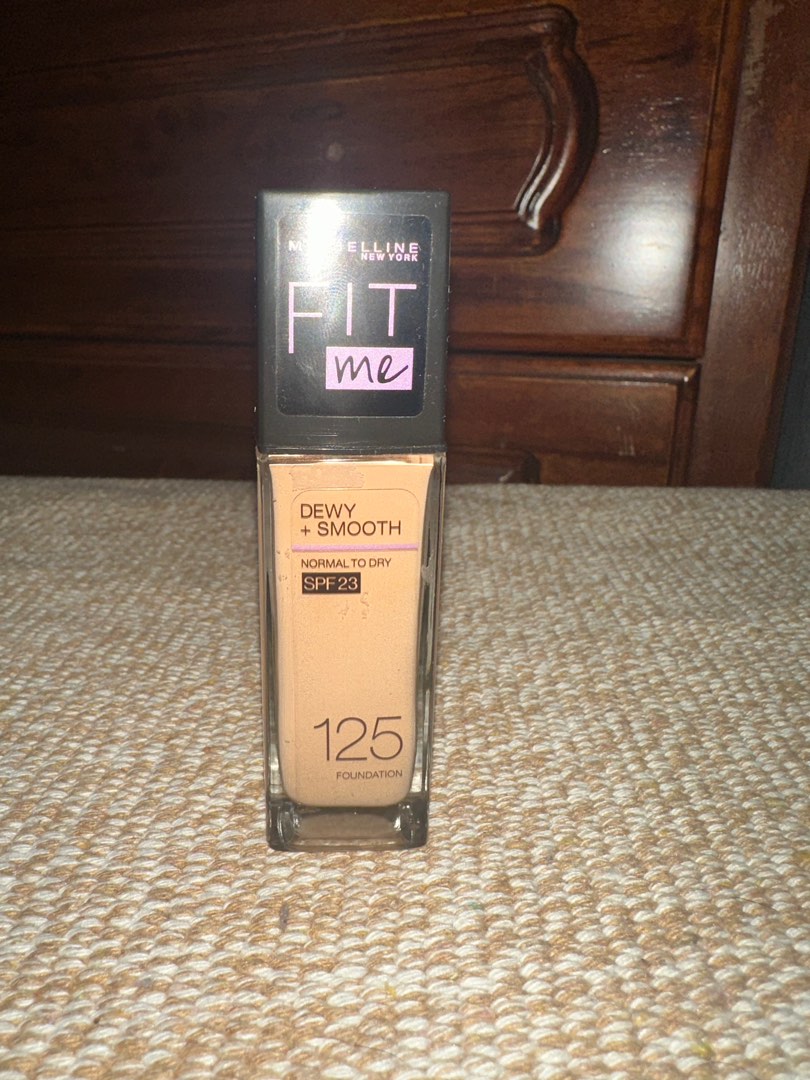 MAYBELLINE
NEW YORK
FIT
me
DEWY
+ SMOOTH
NORMAL TO DRY
SPF 23
125
FOUNDATION